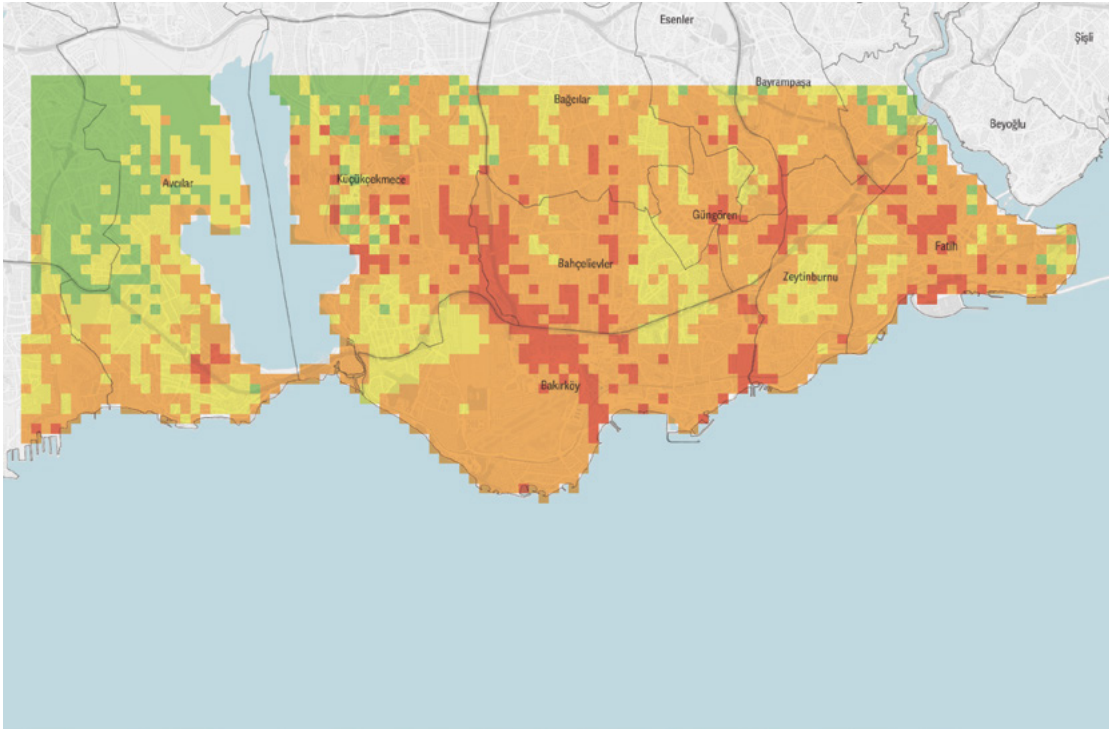 Esenler
Şişli
Bayrampaşa
Bağcılar
Beyoğlu
Avcılar
Küçükçekmece
Güngören
Fatih
Bahçelievler
Zeytinburnu
Bakırköy